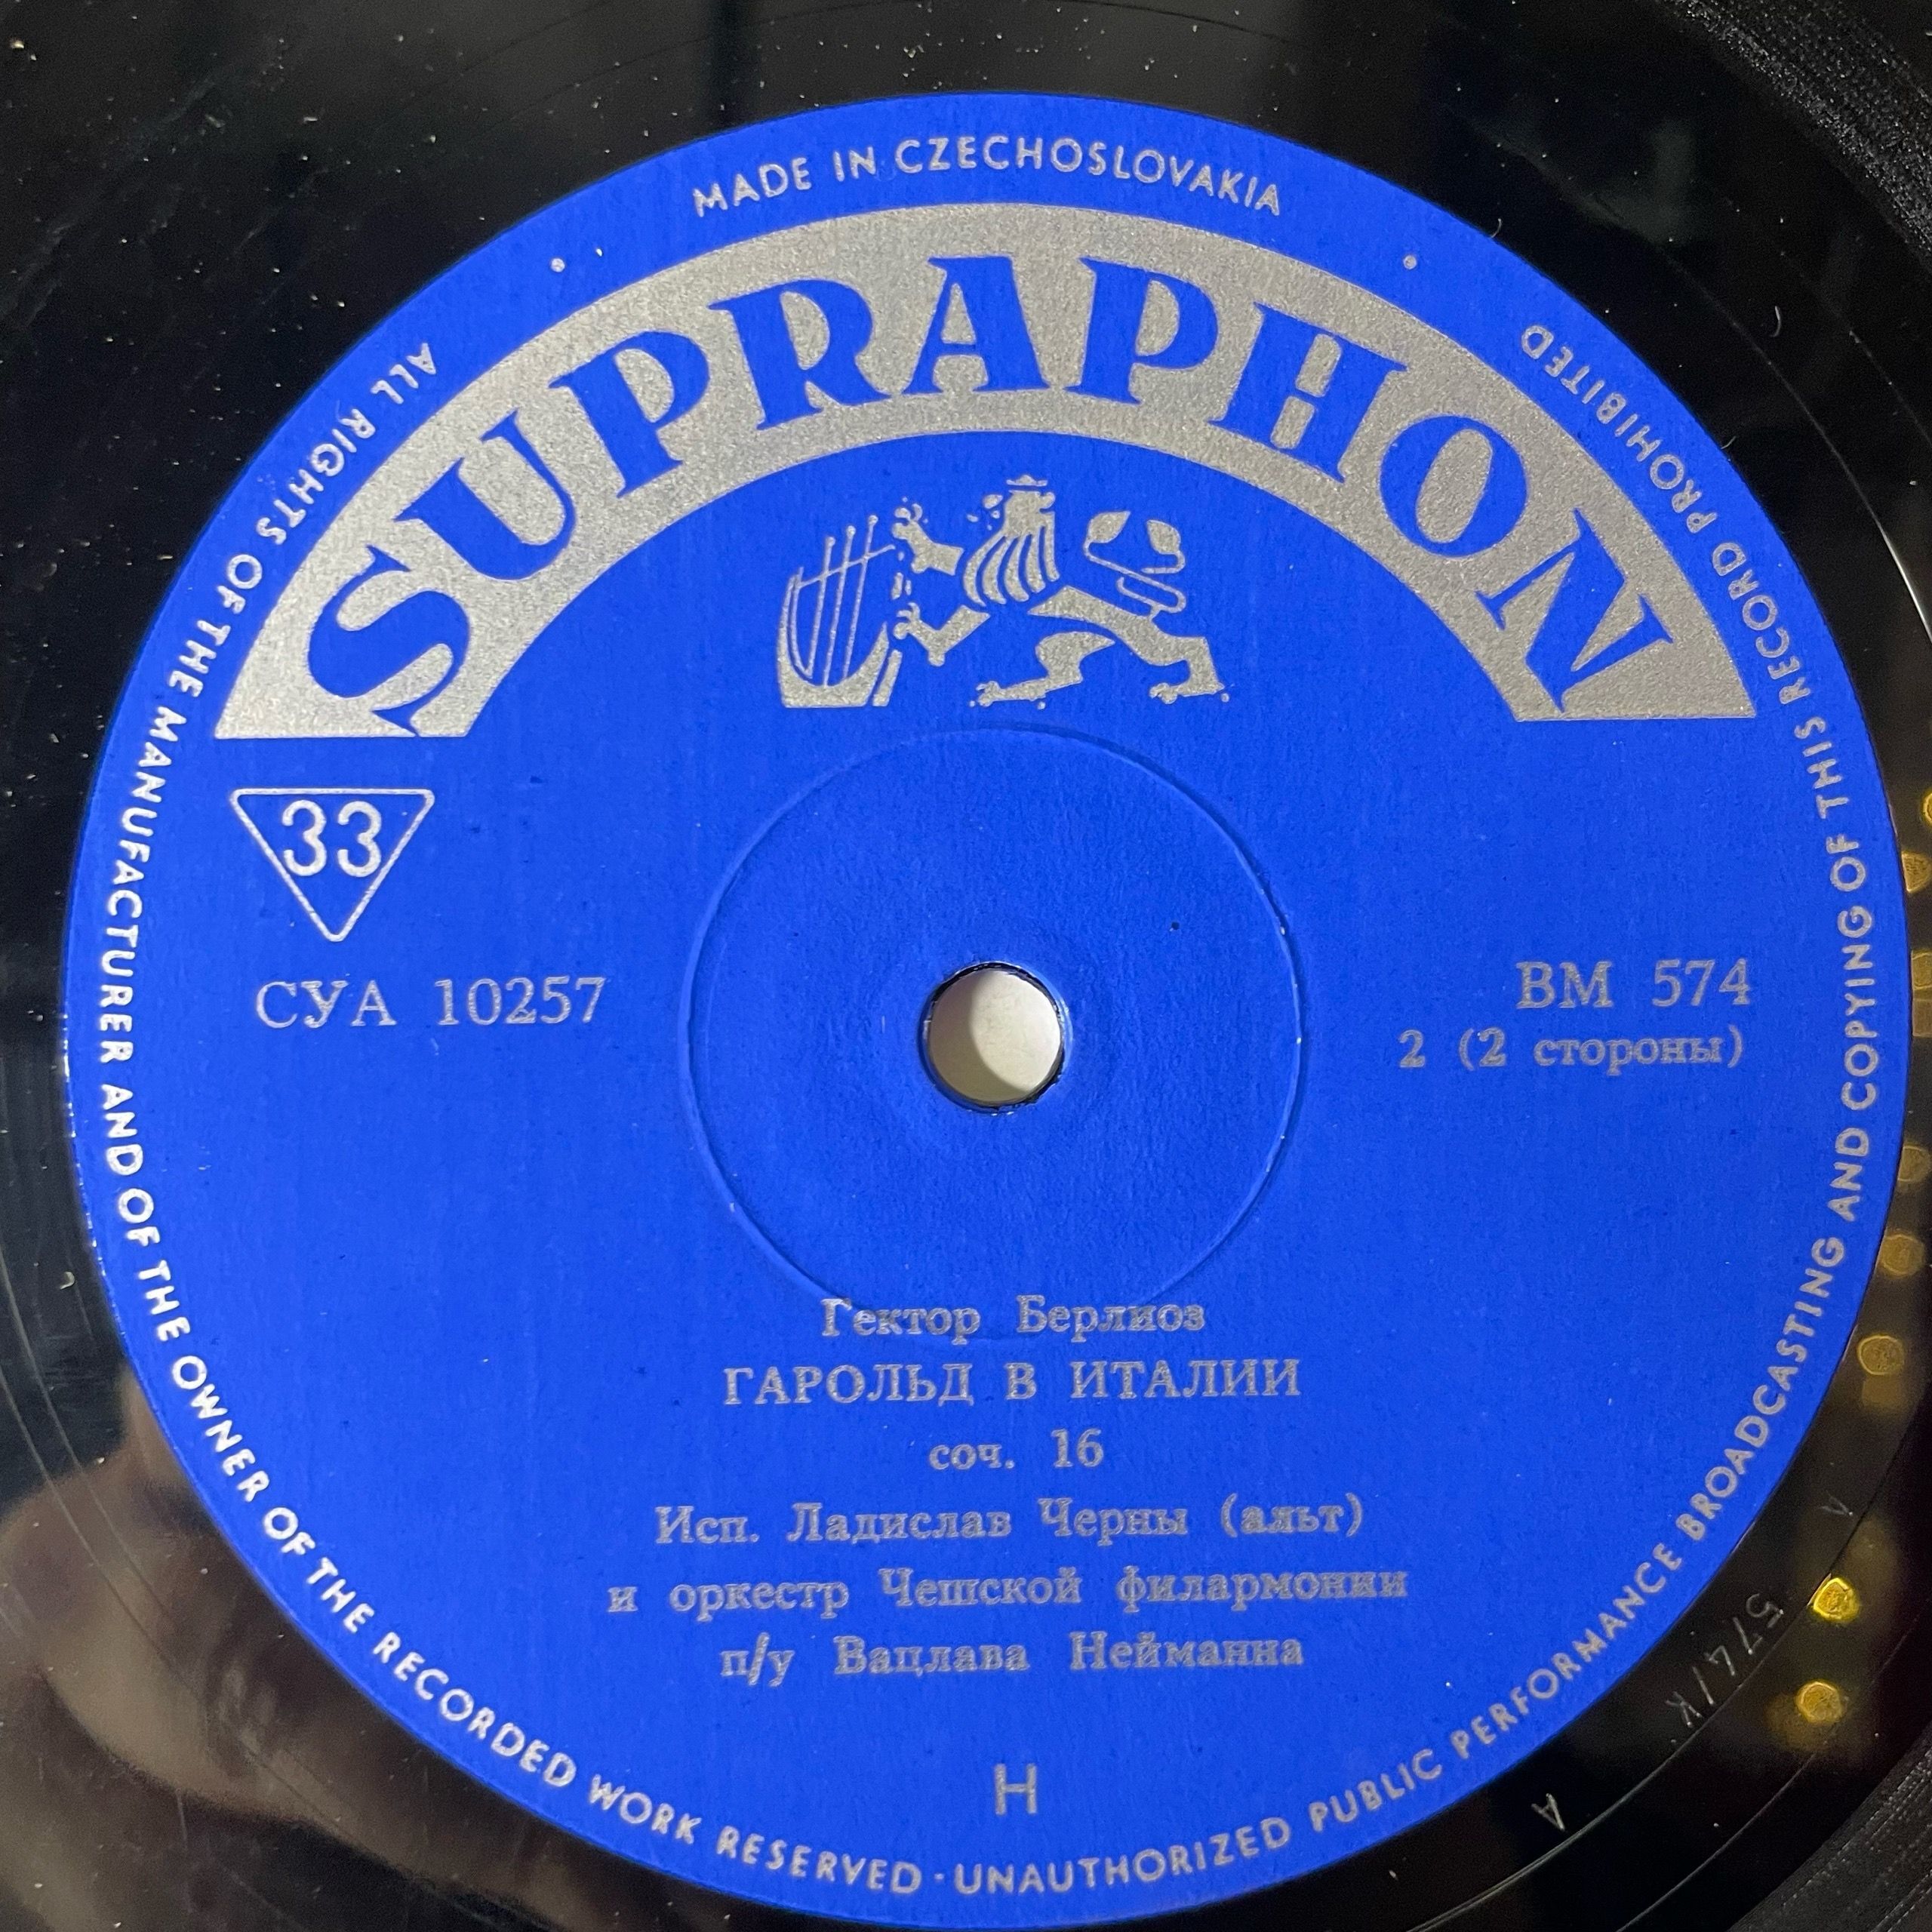 MADE IN CZECHOSLOVAKIA
SUPRAPHON
33
СУА 10257
ВМ 574
2 (2 стороны)
Гектор Берлиоз
ГАРОЛЬД В ИТАЛИИ
соч. 16
Исп. Ладислав Черны (альт)
и оркестр Чешской филармонии
п/у Вацлава Нейманна
Н
ALL RIGHTS OF THE MANUFACTURER AND OF THE OWNER OF THE RECORDED WORK RESERVED · UNAUTHORIZED PUBLIC PERFORMANCE BROADCASTING AND COPYING OF THIS RECORD PROHIBITED
574/K
A